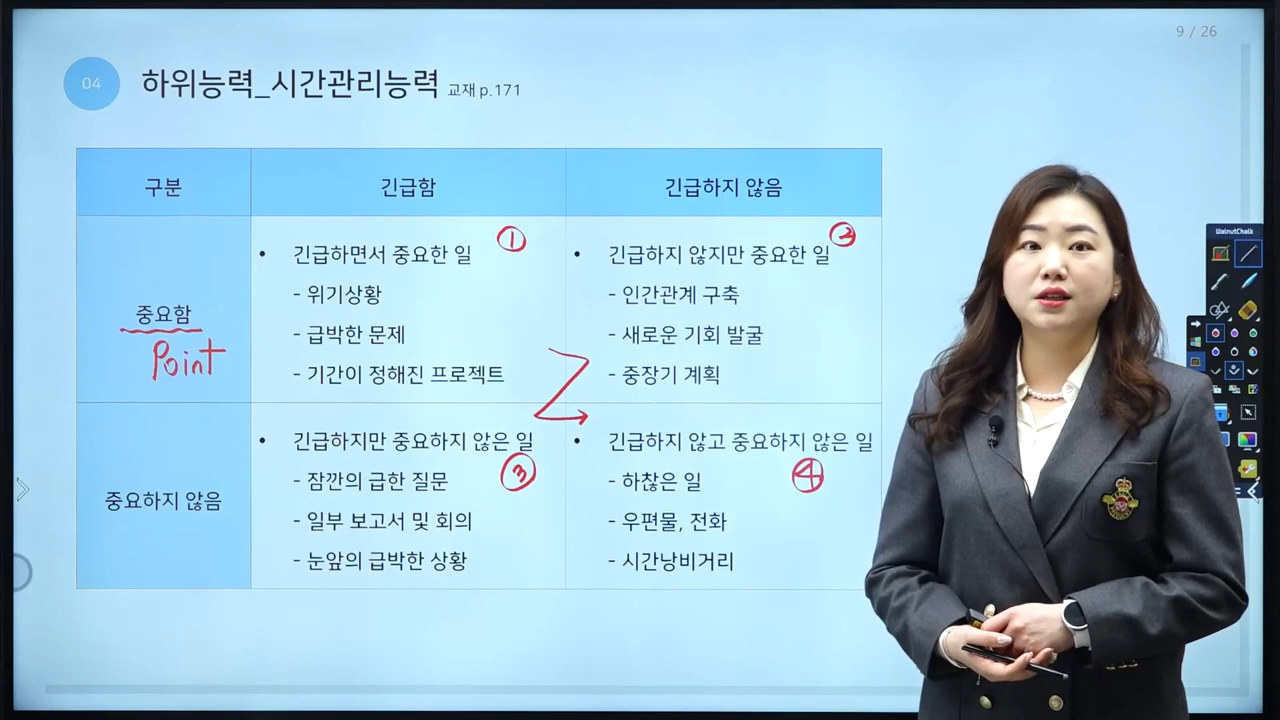 9 / 26
04
하위능력_시간관리능력 교재 p.171
구분 긴급함 긴급하지 않음
중요함
Point
• 긴급하면서 중요한 일 ①
- 위기상황
- 급박한 문제
- 기간이 정해진 프로젝트
• 긴급하지 않지만 중요한 일 ②
- 인간관계 구축
- 새로운 기회 발굴
- 중장기 계획
중요하지 않음
• 긴급하지만 중요하지 않은 일
- 잠깐의 급한 질문 ③
- 일부 보고서 및 회의
- 눈앞의 급박한 상황
• 긴급하지 않고 중요하지 않은 일
- 하찮은 일 ④
- 우편물, 전화
- 시간낭비거리
WalnutChalk